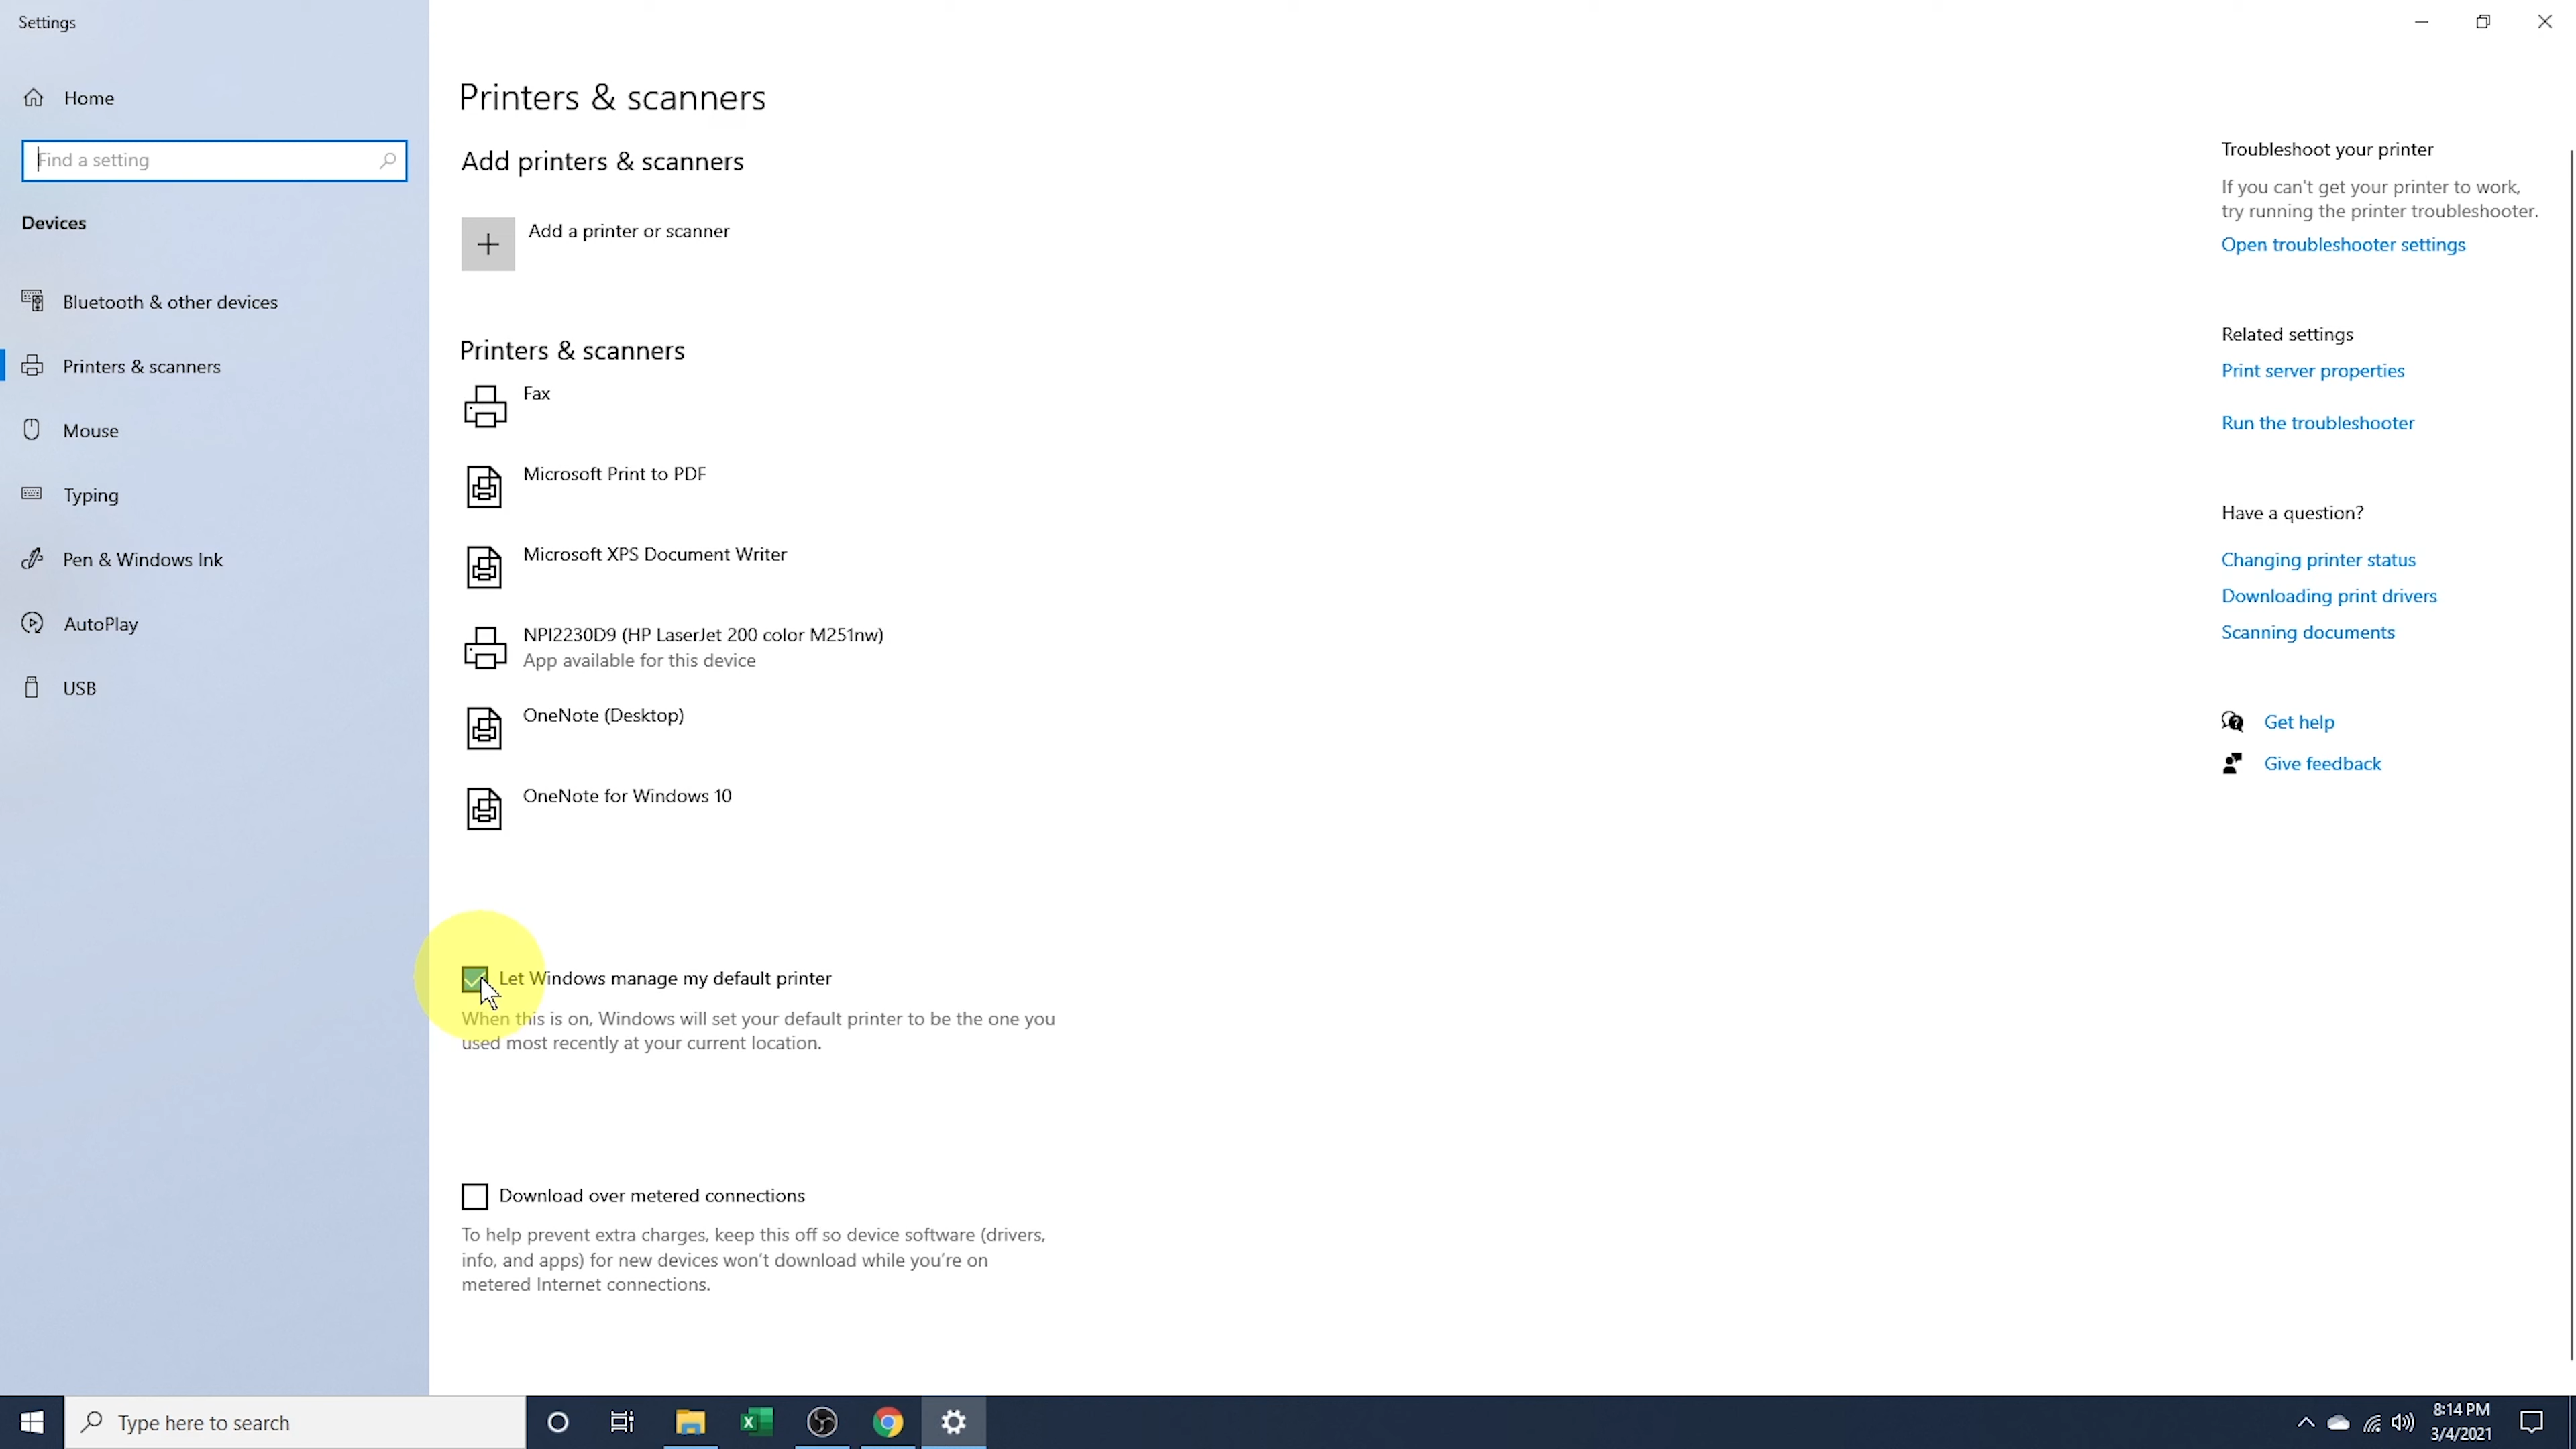 Settings
Home
Find a setting
Devices
Bluetooth & other devices
Printers & scanners
Mouse
Typing
Pen & Windows Ink
AutoPlay
USB
Printers & scanners
Add printers & scanners
Add a printer or scanner
Printers & scanners
Fax
Microsoft Print to PDF
Microsoft XPS Document Writer
NPI2230D9 (HP LaserJet 200 color M251nw)
App available for this device
OneNote (Desktop)
OneNote for Windows 10
Let Windows manage my default printer
When this is on, Windows will set your default printer to be the one you
used most recently at your current location.
Download over metered connections
To help prevent extra charges, keep this off so device software (drivers,
info, and apps) for new devices won't download while you're on
metered Internet connections.
Troubleshoot your printer
If you can't get your printer to work,
try running the printer troubleshooter.
Open troubleshooter settings
Related settings
Print server properties
Run the troubleshooter
Have a question?
Changing printer status
Downloading print drivers
Scanning documents
Get help
Give feedback
Type here to search
8:14 PM
3/4/2021